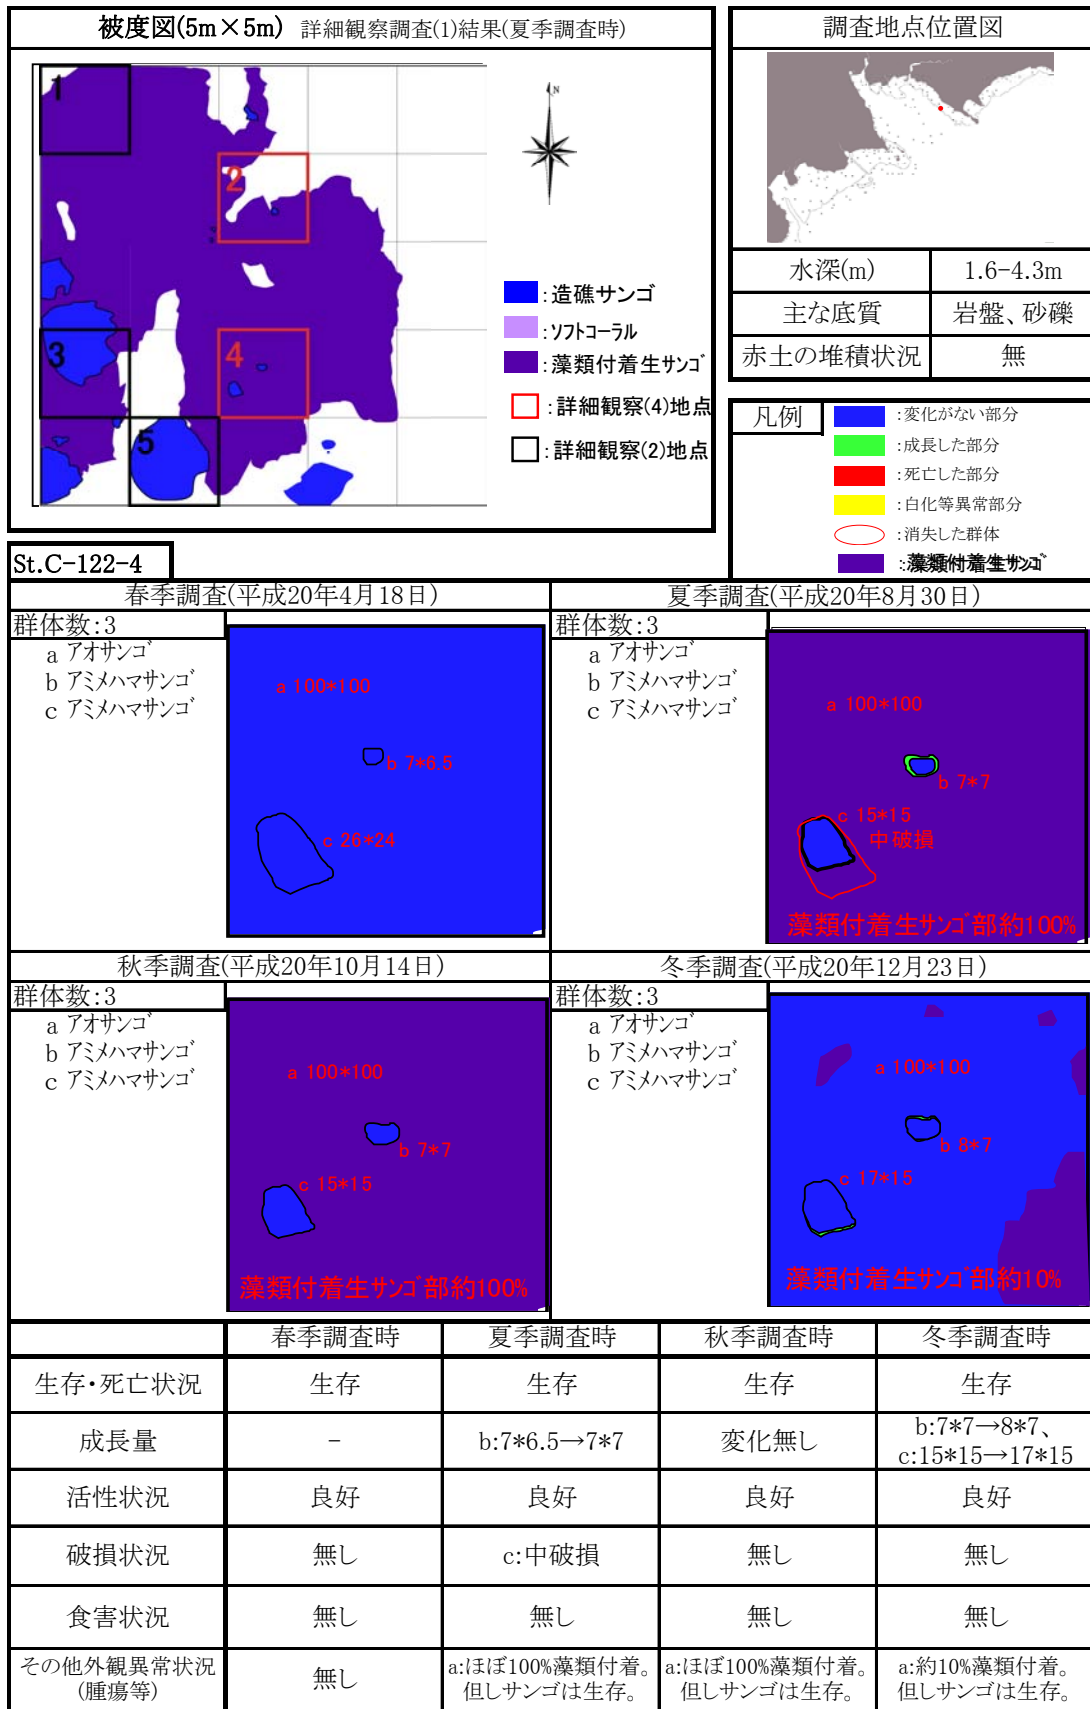 被度図(5m×5m) 詳細観察調査(1)結果(夏季調査時)
1
2
3
4
5
N
:造礁サンゴ
:ソフトコーラル
:藻類付着生サンゴ
:詳細観察(4)地点
:詳細観察(2)地点
調査地点位置図
水深(m) 1.6-4.3m
主な底質 岩盤、砂礫
赤土の堆積状況 無
凡例
:変化がない部分
:成長した部分
:死亡した部分
:白化等異常部分
:消失した群体
:藻類付着生サンゴ
St.C-122-4
春季調査(平成20年4月18日)
群体数:3
a アオサンゴ
b アミメハマサンゴ
c アミメハマサンゴ
a 100*100
b 7*6.5
c 26*24
夏季調査(平成20年8月30日)
群体数:3
a アオサンゴ
b アミメハマサンゴ
c アミメハマサンゴ
a 100*100
b 7*7
c 15*15
中破損
藻類付着生サンゴ部約100%
秋季調査(平成20年10月14日)
群体数:3
a アオサンゴ
b アミメハマサンゴ
c アミメハマサンゴ
a 100*100
b 7*7
c 15*15
藻類付着生サンゴ部約100%
冬季調査(平成20年12月23日)
群体数:3
a アオサンゴ
b アミメハマサンゴ
c アミメハマサンゴ
a 100*100
b 8*7
c 17*15
藻類付着生サンゴ部約10%
春季調査時 夏季調査時 秋季調査時 冬季調査時
生存・死亡状況 生存 生存 生存 生存
成長量 - b:7*6.5→7*7 変化無し b:7*7→8*7、
c:15*15→17*15
活性状況 良好 良好 良好 良好
破損状況 無し c:中破損 無し 無し
食害状況 無し 無し 無し 無し
その他外観異常状況 無し a:ほぼ100%藻類付着。 a:ほぼ100%藻類付着。 a:約10%藻類付着。
(腫瘍等) 但しサンゴは生存。 但しサンゴは生存。 但しサンゴは生存。